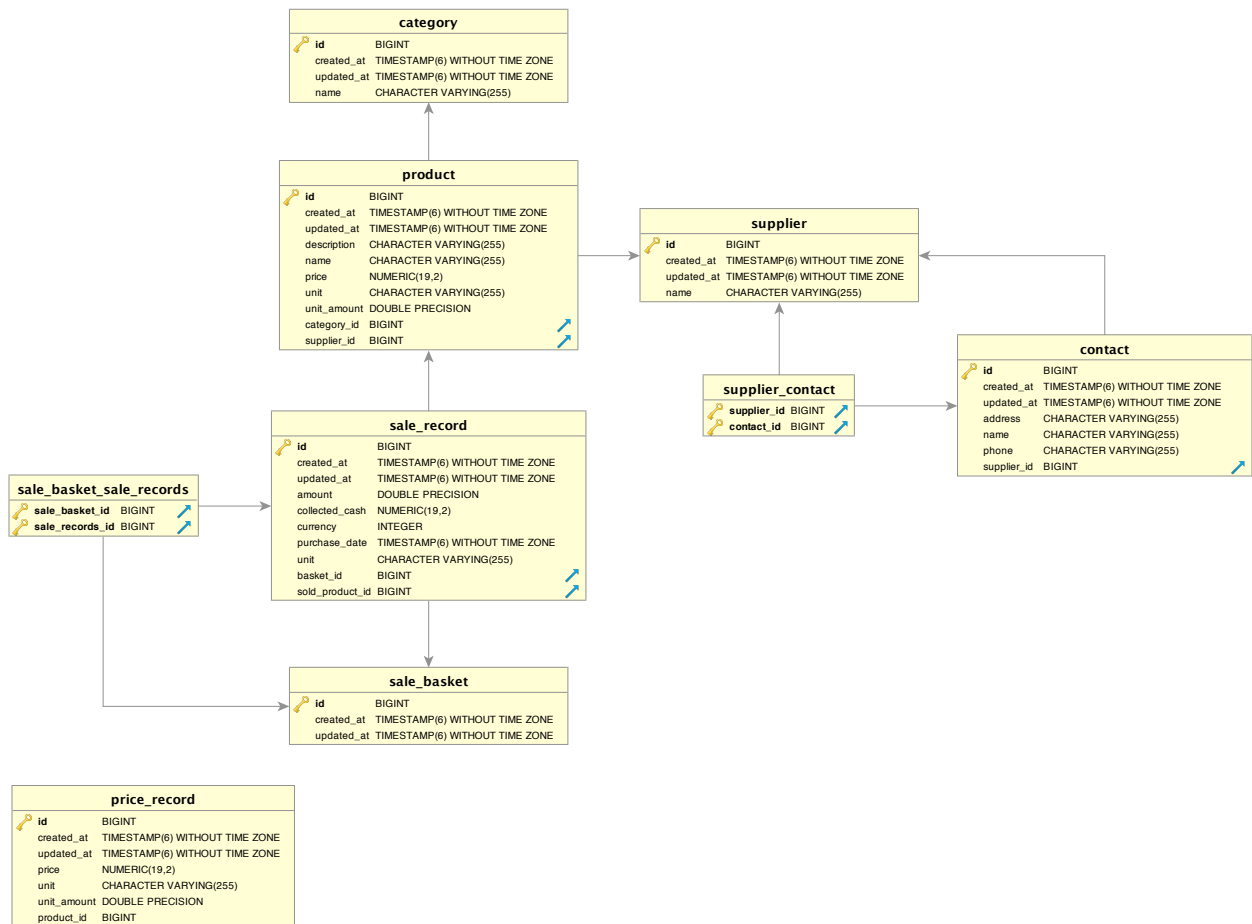 category
id BIGINT
created_at TIMESTAMP(6) WITHOUT TIME ZONE
updated_at TIMESTAMP(6) WITHOUT TIME ZONE
name CHARACTER VARYING(255)
product
id BIGINT
created_at TIMESTAMP(6) WITHOUT TIME ZONE
updated_at TIMESTAMP(6) WITHOUT TIME ZONE
description CHARACTER VARYING(255)
name CHARACTER VARYING(255)
price NUMERIC(19,2)
unit CHARACTER VARYING(255)
unit_amount DOUBLE PRECISION
category_id BIGINT
supplier_id BIGINT
supplier
id BIGINT
created_at TIMESTAMP(6) WITHOUT TIME ZONE
updated_at TIMESTAMP(6) WITHOUT TIME ZONE
name CHARACTER VARYING(255)
contact
id BIGINT
created_at TIMESTAMP(6) WITHOUT TIME ZONE
updated_at TIMESTAMP(6) WITHOUT TIME ZONE
address CHARACTER VARYING(255)
name CHARACTER VARYING(255)
phone CHARACTER VARYING(255)
supplier_id BIGINT
supplier_contact
supplier_id BIGINT
contact_id BIGINT
sale_record
id BIGINT
created_at TIMESTAMP(6) WITHOUT TIME ZONE
updated_at TIMESTAMP(6) WITHOUT TIME ZONE
amount DOUBLE PRECISION
collected_cash NUMERIC(19,2)
currency INTEGER
purchase_date TIMESTAMP(6) WITHOUT TIME ZONE
unit CHARACTER VARYING(255)
basket_id BIGINT
sold_product_id BIGINT
sale_basket_sale_records
sale_basket_id BIGINT
sale_records_id BIGINT
sale_basket
id BIGINT
created_at TIMESTAMP(6) WITHOUT TIME ZONE
updated_at TIMESTAMP(6) WITHOUT TIME ZONE
price_record
id BIGINT
created_at TIMESTAMP(6) WITHOUT TIME ZONE
updated_at TIMESTAMP(6) WITHOUT TIME ZONE
price NUMERIC(19,2)
unit CHARACTER VARYING(255)
unit_amount DOUBLE PRECISION
product_id BIGINT